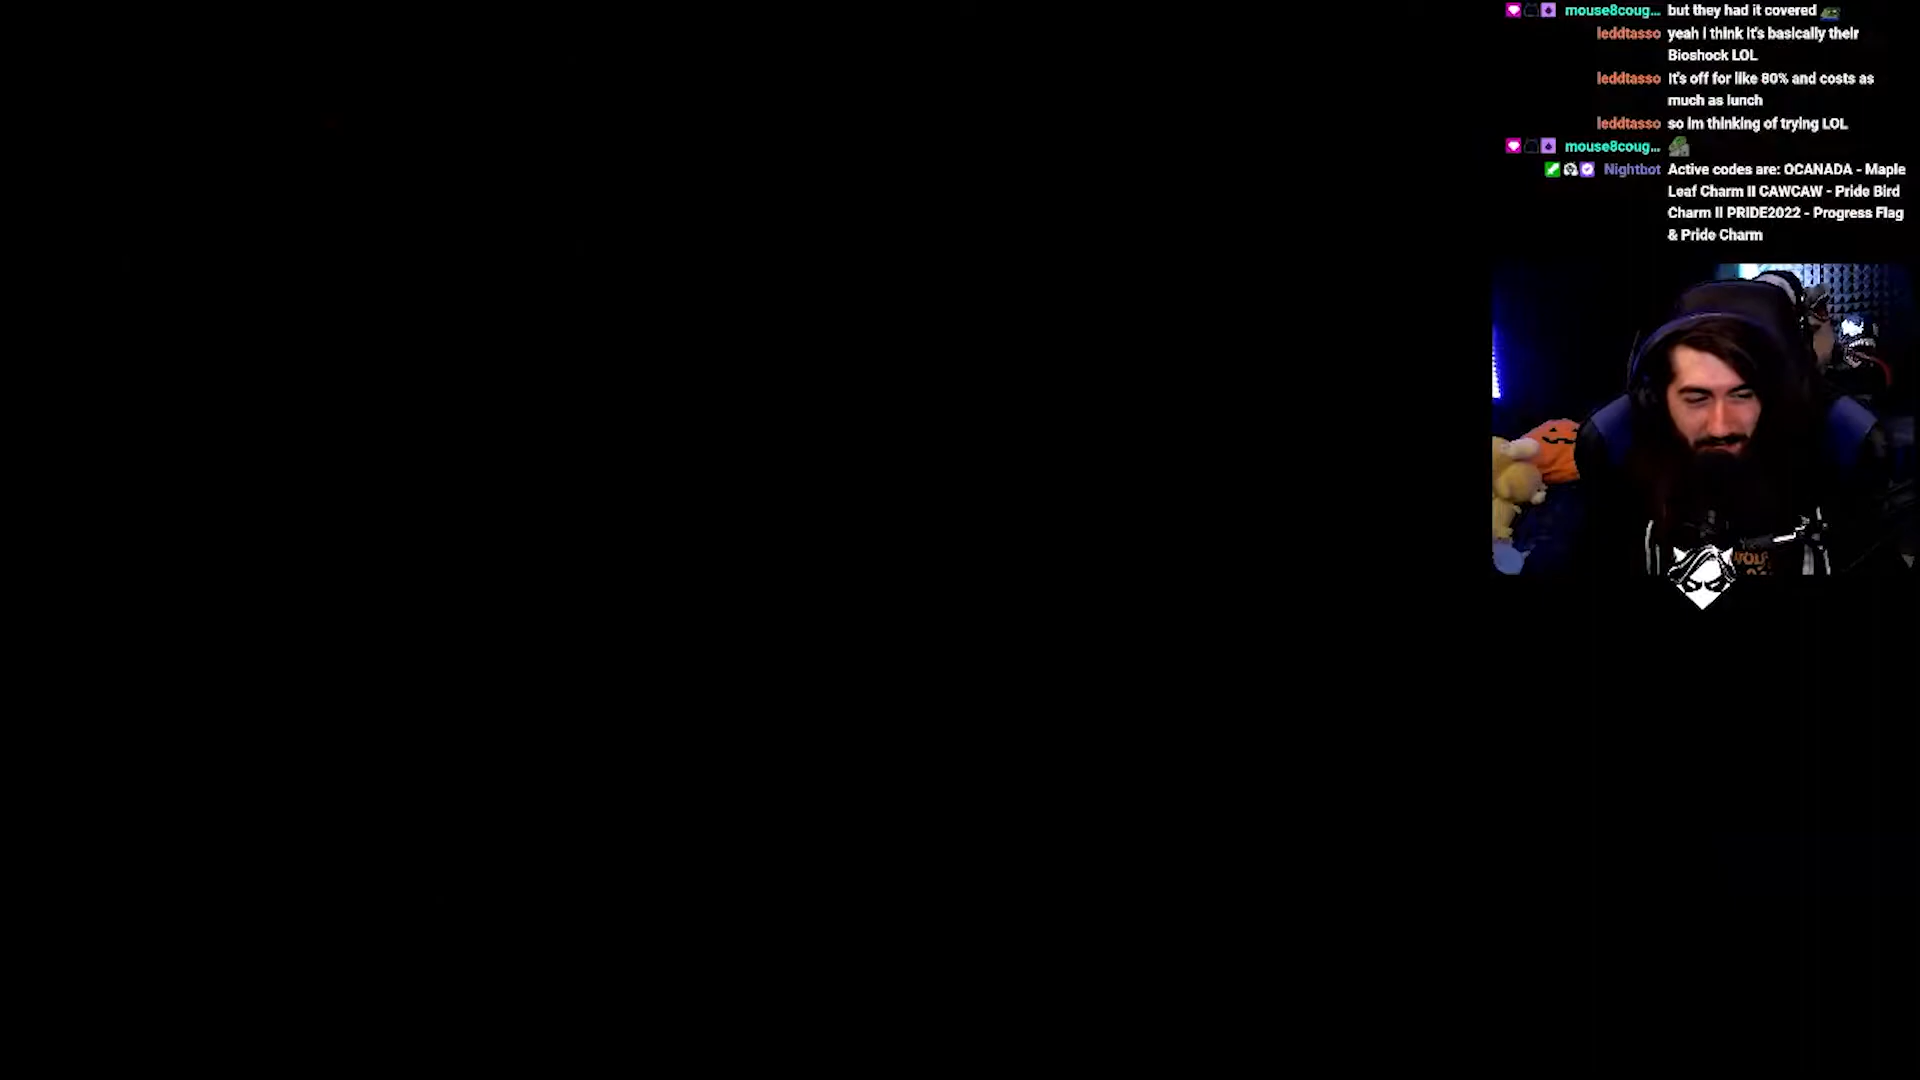 mouse8coug... but they had it covered
leddtasso yeah i think it's basically their
Bioshock LOL
leddtasso It's off for like 80% and costs as
much as lunch
leddtasso so im thinking of trying LOL
mouse8coug...
Nightbot Active codes are: OCANADA - Maple
Leaf Charm II CAWCAW - Pride Bird
Charm II PRIDE2022 - Progress Flag
& Pride Charm